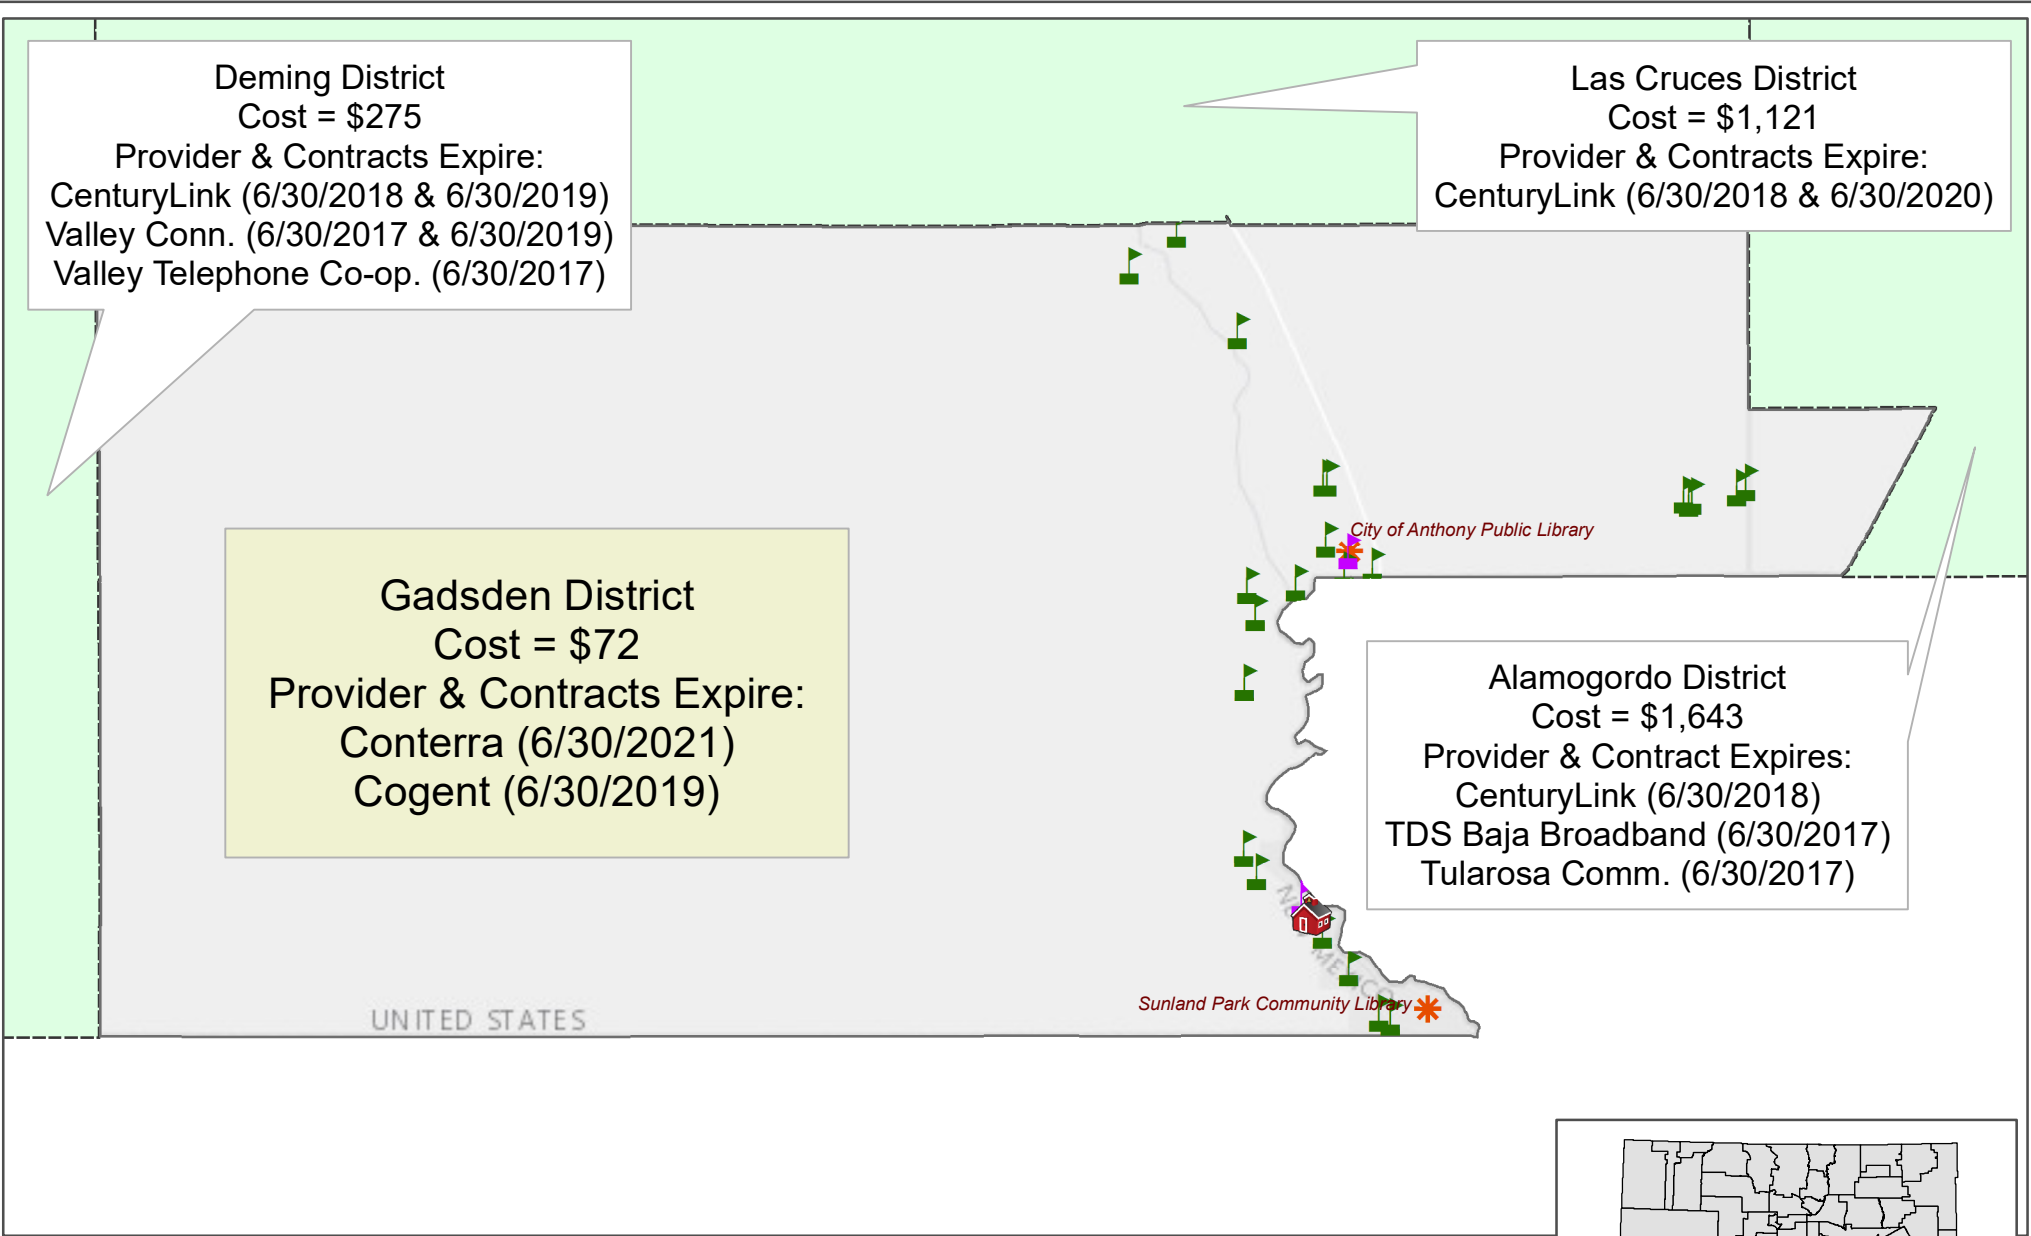 Deming District
Cost = $275
Provider & Contracts Expire:
CenturyLink (6/30/2018 & 6/30/2019)
Valley Conn. (6/30/2017 & 6/30/2019)
Valley Telephone Co-op. (6/30/2017)
Las Cruces District
Cost = $1,121
Provider & Contracts Expire:
CenturyLink (6/30/2018 & 6/30/2020)
City of Anthony Public Library
Gadsden District
Cost = $72
Provider & Contracts Expire:
Conterra (6/30/2021)
Cogent (6/30/2019)
Alamogordo District
Cost = $1,643
Provider & Contract Expires:
CenturyLink (6/30/2018)
TDS Baja Broadband (6/30/2017)
Tularosa Comm. (6/30/2017)
MEXICO
Sunland Park Community Library
UNITED STATES